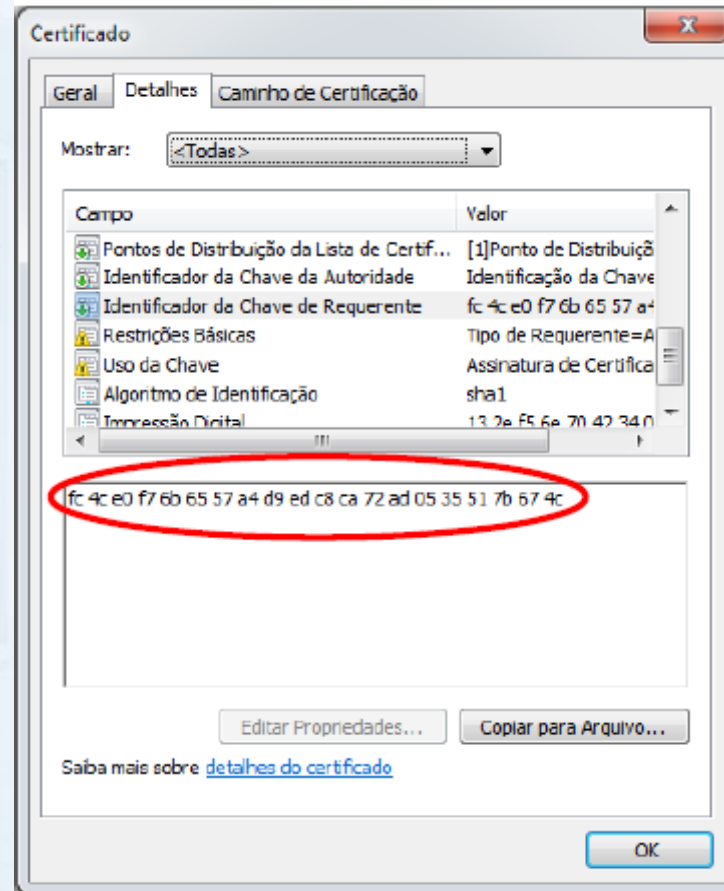 Certificado
Geral Detalhes Caminho de Certificação
Mostrar: <Todas>
Campo Valor
Pontos de Distribuição da Lista de Certif... [1]Ponto de Distribuiçã
Identificador da Chave da Autoridade Identificação da Chave
Identificador da Chave de Requerente fc 4c e0 f7 6b 65 57 a4
Restrições Básicas Tipo de Requerente=A
Uso da Chave Assinatura de Certifica
Algoritmo de Identificação sha1
Impressão Digital 13 2e f5 6e 70 42 34 0
fc 4c e0 f7 6b 65 57 a4 d9 ed c8 ca 72 ad 05 35 51 7b 67 4c
Editar Propriedades... Copiar para Arquivo...
Saiba mais sobre detalhes do certificado
OK